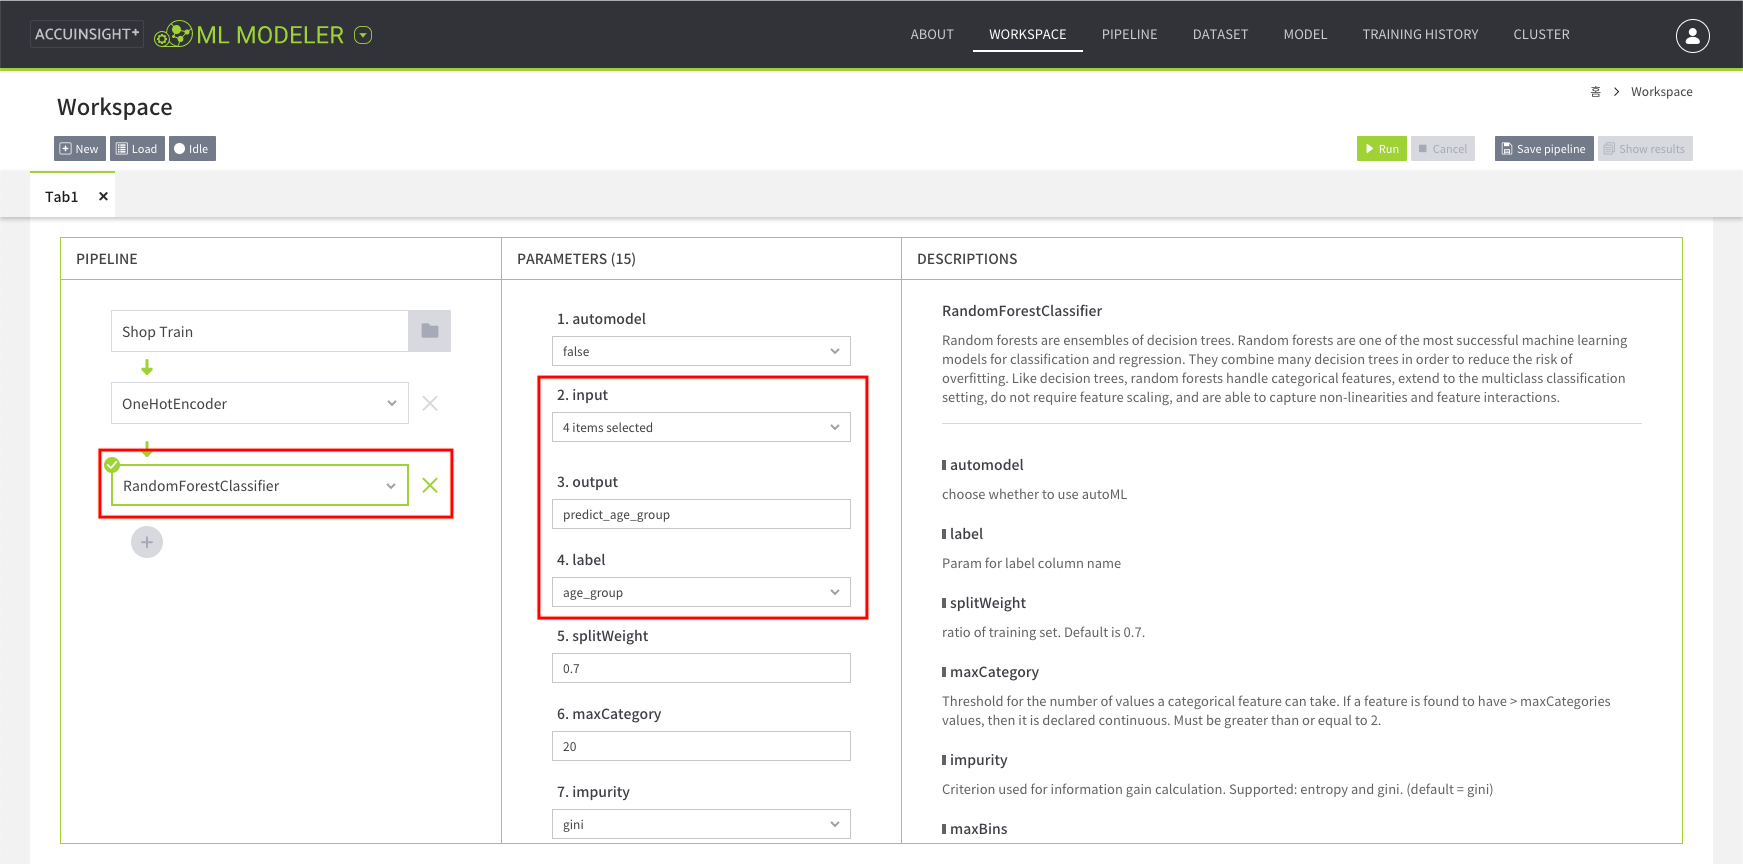 ACCUINSIGHT+ ML MODELER
ABOUT WORKSPACE PIPELINE DATASET MODEL TRAINING HISTORY CLUSTER
홈 > Workspace
Workspace
New Load Idle
Run Cancel Save pipeline Show results
Tab1
PIPELINE
Shop Train
OneHotEncoder
RandomForestClassifier
PARAMETERS (15)
1. automodel
false
2. input
4 items selected
3. output
predict_age_group
4. label
age_group
5. splitWeight
0.7
6. maxCategory
20
7. impurity
gini
DESCRIPTIONS
RandomForestClassifier
Random forests are ensembles of decision trees. Random forests are one of the most successful machine learning
models for classification and regression. They combine many decision trees in order to reduce the risk of
overfitting. Like decision trees, random forests handle categorical features, extend to the multiclass classification
setting, do not require feature scaling, and are able to capture non-linearities and feature interactions.
automodel
choose whether to use autoML
label
Param for label column name
splitWeight
ratio of training set. Default is 0.7.
maxCategory
Threshold for the number of values a categorical feature can take. If a feature is found to have > maxCategories
values, then it is declared continuous. Must be greater than or equal to 2.
impurity
Criterion used for information gain calculation. Supported: entropy and gini. (default = gini)
maxBins